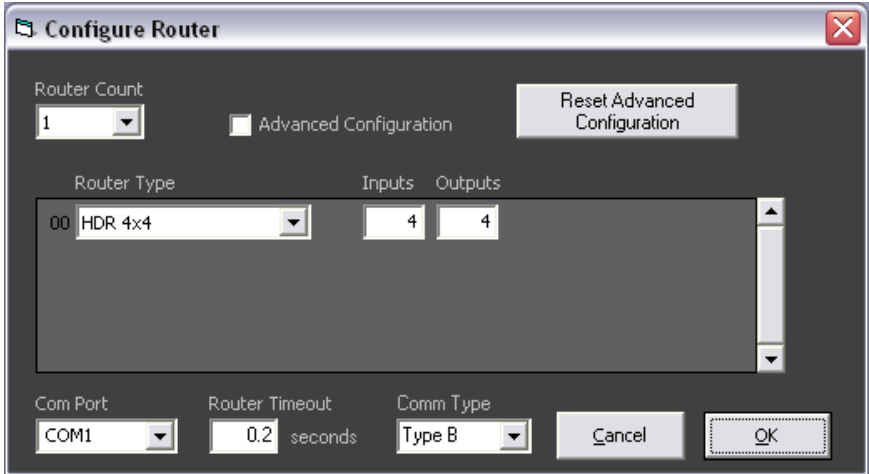 Configure Router
Router Count
1
Advanced Configuration
Reset Advanced
Configuration
Router Type Inputs Outputs
00 HDR 4x4 4 4
Com Port Router Timeout Comm Type
COM1 0.2 seconds Type B Cancel OK